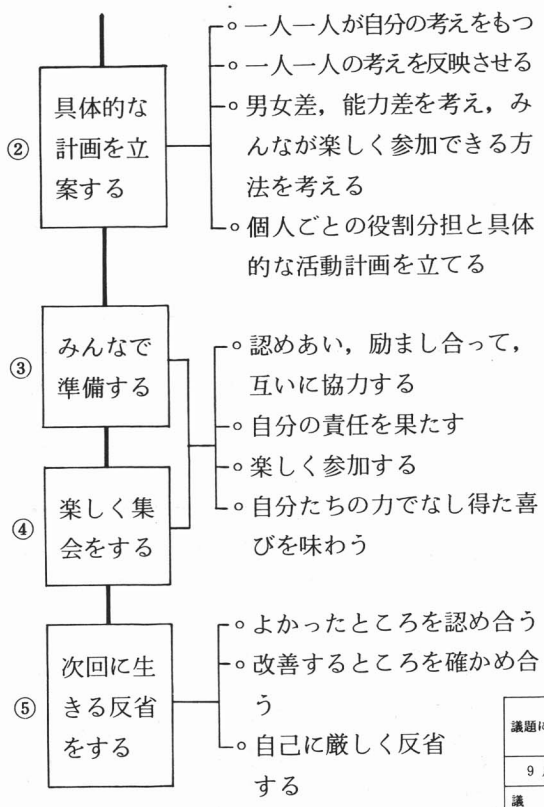 ② 具体的な
計画を立
案する
○一人一人が自分の考えをもつ
○一人一人の考えを反映させる
○男女差，能力差を考え，み
んなが楽しく参加できる方
法を考える
○個人ごとの役割分担と具体
的な活動計画を立てる
③ みんなで
準備する
④ 楽しく集
会をする
○認めあい，励まし合って，
互いに協力する
○自分の責任を果たす
○楽しく参加する
○自分たちの力でなし得た喜
びを味わう
⑤ 次回に生
きる反省
をする
○よかったところを認め合う
○改善するところを確かめ合
う
○自己に厳しく反省
する
議題に
9
議